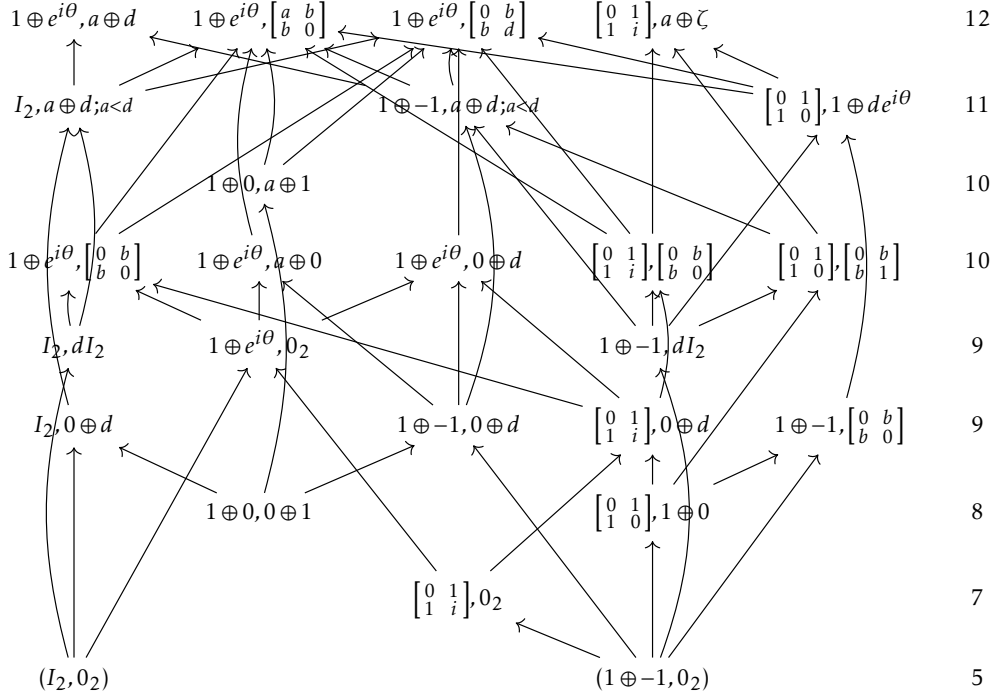 1 ⊕ e^{iθ}, a ⊕ d    1 ⊕ e^{iθ}, [a b; b 0]    1 ⊕ e^{iθ}, [0 b; b d]    [0 1; 1 i], a ⊕ ζ    12
I_2, a ⊕ d; a<d    1 ⊕ −1, a ⊕ d; a<d    [0 1; 1 0], 1 ⊕ de^{iθ}    11
1 ⊕ 0, a ⊕ 1    10
1 ⊕ e^{iθ}, [0 b; b 0]    1 ⊕ e^{iθ}, a ⊕ 0    1 ⊕ e^{iθ}, 0 ⊕ d    [0 1; 1 i], [0 b; b 0]    [0 1; 1 0], [0 b; b 1]    10
I_2, dI_2    1 ⊕ e^{iθ}, 0_2    1 ⊕ −1, dI_2    9
I_2, 0 ⊕ d    1 ⊕ −1, 0 ⊕ d    [0 1; 1 i], 0 ⊕ d    1 ⊕ −1, [0 b; b 0]    9
1 ⊕ 0, 0 ⊕ 1    [0 1; 1 0], 1 ⊕ 0    8
[0 1; 1 i], 0_2    7
(I_2, 0_2)    (1 ⊕ −1, 0_2)    5